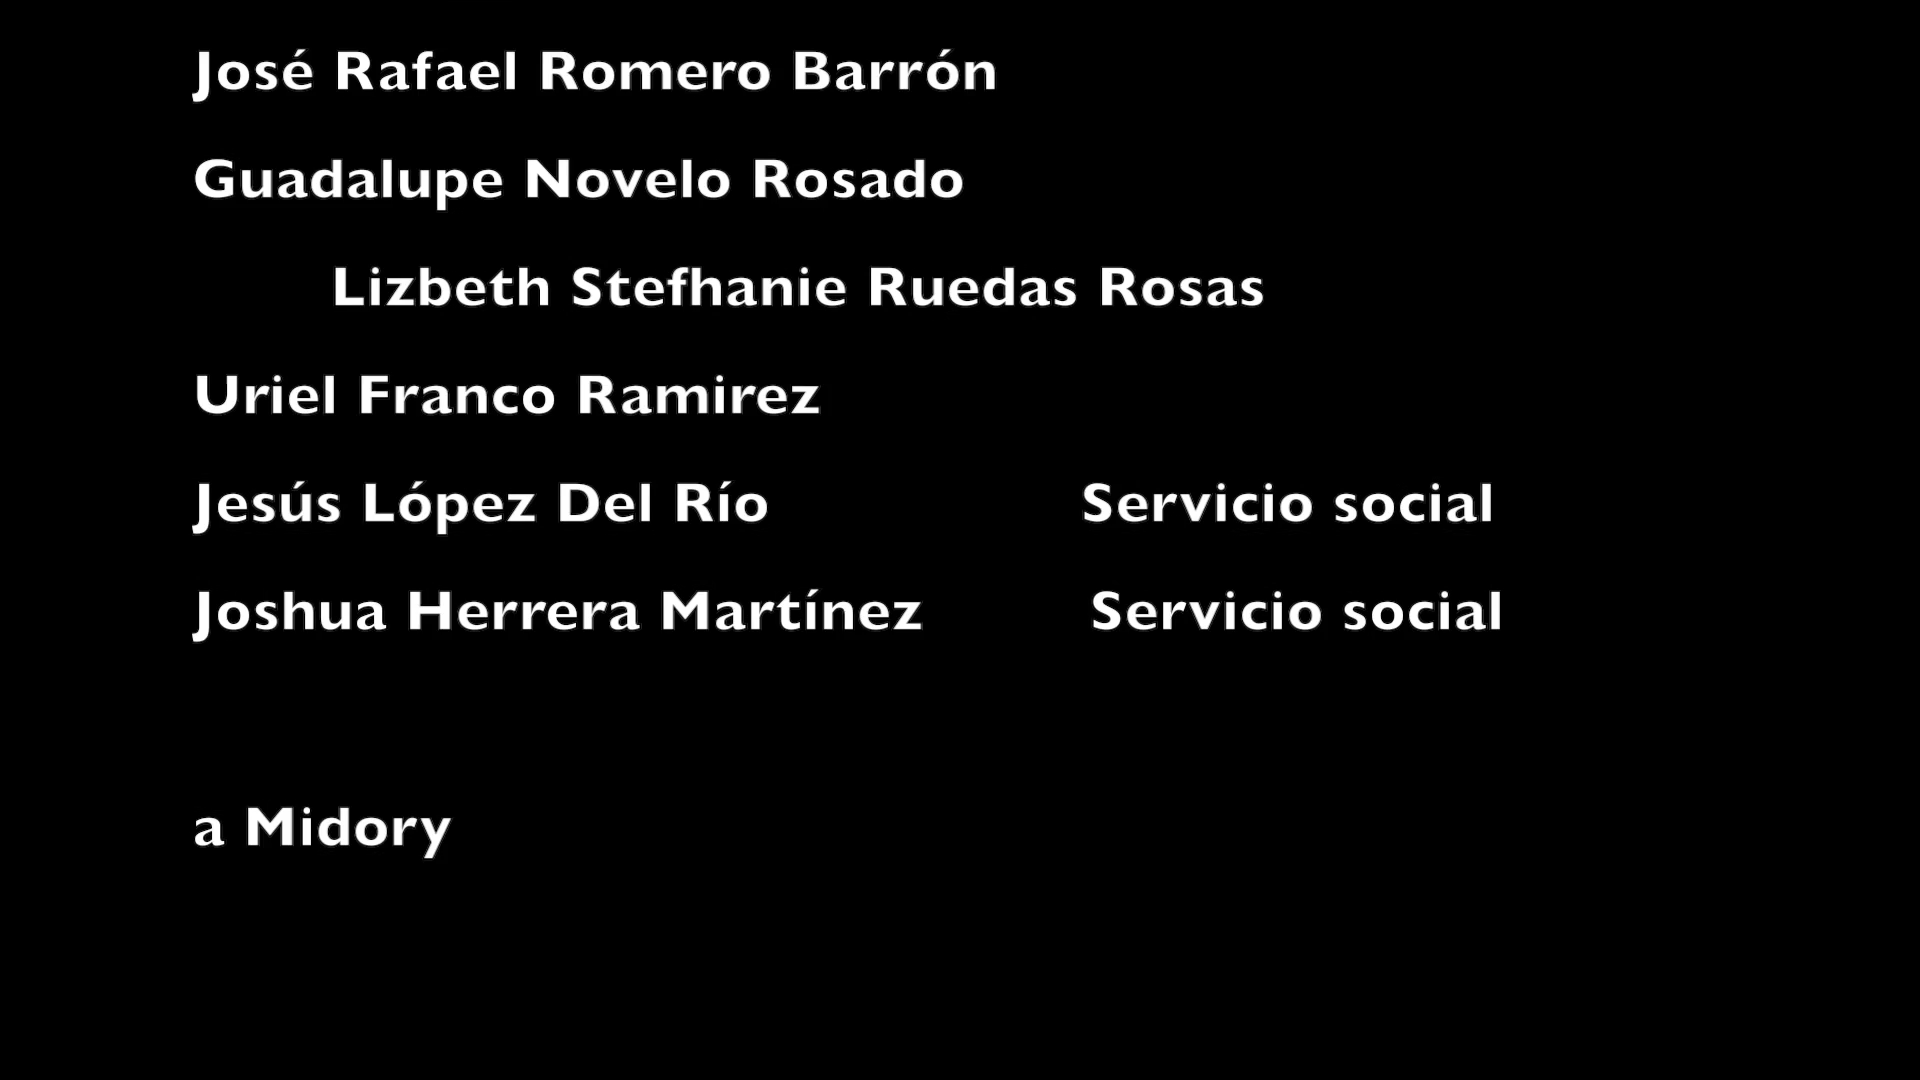 José Rafael Romero Barrón
Guadalupe Novelo Rosado
Lizbeth Stefhanie Ruedas Rosas
Uriel Franco Ramirez
Jesús López Del Río Servicio social
Joshua Herrera Martínez Servicio social
a Midory